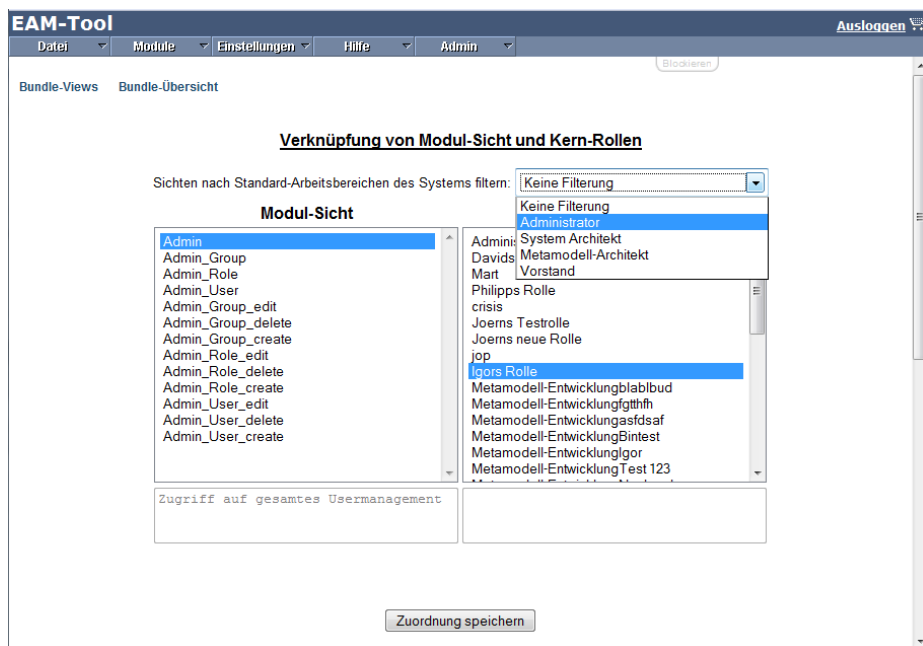 EAM-Tool
Ausloggen
Datei Module Einstellungen Hilfe Admin
Blockieren
Bundle-Views Bundle-Übersicht
Verknüpfung von Modul-Sicht und Kern-Rollen
Sichten nach Standard-Arbeitsbereichen des Systems filtern: Keine Filterung
Keine Filterung
Administrator
System Architekt
Metamodell-Architekt
Vorstand
Modul-Sicht
Admin
Admin_Group
Admin_Role
Admin_User
Admin_Group_edit
Admin_Group_delete
Admin_Group_create
Admin_Role_edit
Admin_Role_delete
Admin_Role_create
Admin_User_edit
Admin_User_delete
Admin_User_create
Adminis
Davids
Mart
Philipps Rolle
crisis
Joerns Testrolle
Joerns neue Rolle
jop
Igors Rolle
Metamodell-Entwicklungblablbud
Metamodell-Entwicklungfgtthfh
Metamodell-Entwicklungasfdsaf
Metamodell-EntwicklungBintest
Metamodell-EntwicklungIgor
Metamodell-EntwicklungTest 123
Zugriff auf gesamtes Usermanagement
Zuordnung speichern